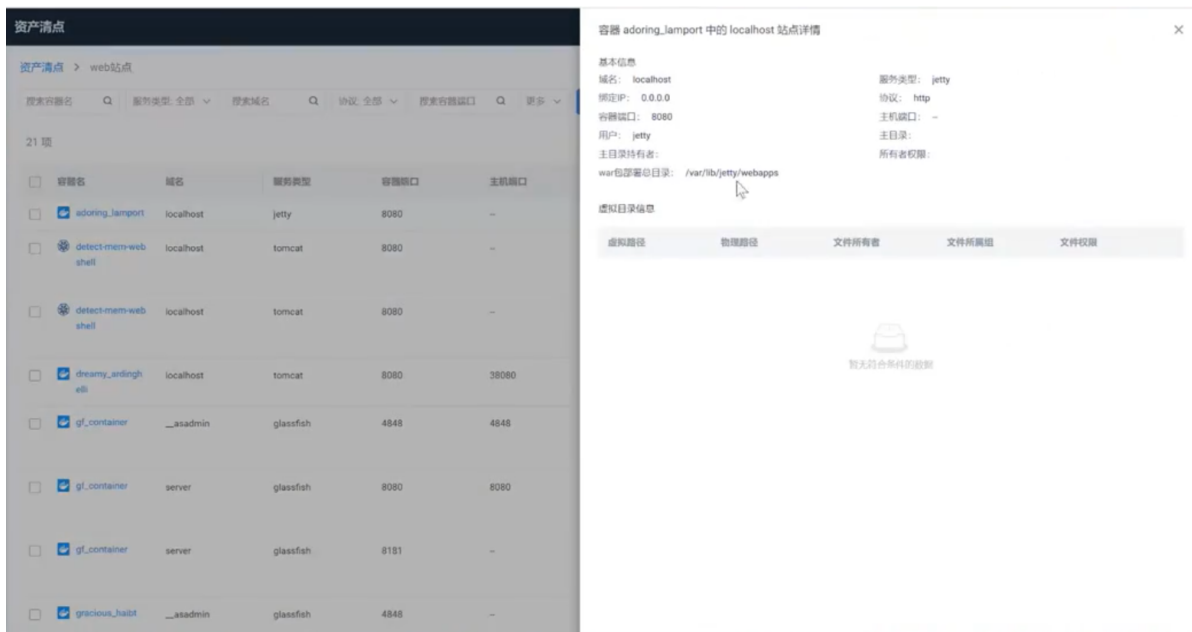 资产清点
资产清点 > web站点
搜索容器名 服务类型: 全部 搜索域名 协议: 全部 搜索容器端口 更多
21 项
容器名 域名 服务类型 容器端口 主机端口
adoring_lamport localhost jetty 8080 --
detect-mem-web localhost tomcat 8080 --
shell
detect-mem-web localhost tomcat 8080 --
shell
dreamy_ardingh localhost tomcat 8080 38080
elli
gf_container __asadmin glassfish 4848 4848
gf_container server glassfish 8080 8080
gf_container server glassfish 8181 --
gracious_haibt __asadmin glassfish 4848 --
容器 adoring_lamport 中的 localhost 站点详情
基本信息
域名: localhost 服务类型: jetty
绑定IP: 0.0.0.0 协议: http
容器端口: 8080 主机端口: --
用户: jetty 主目录:
主目录持有者: 所有者权限:
war包部署总目录: /var/lib/jetty/webapps
虚拟目录信息
虚拟路径 物理路径 文件所有者 文件所属组 文件权限
暂无符合条件的数据